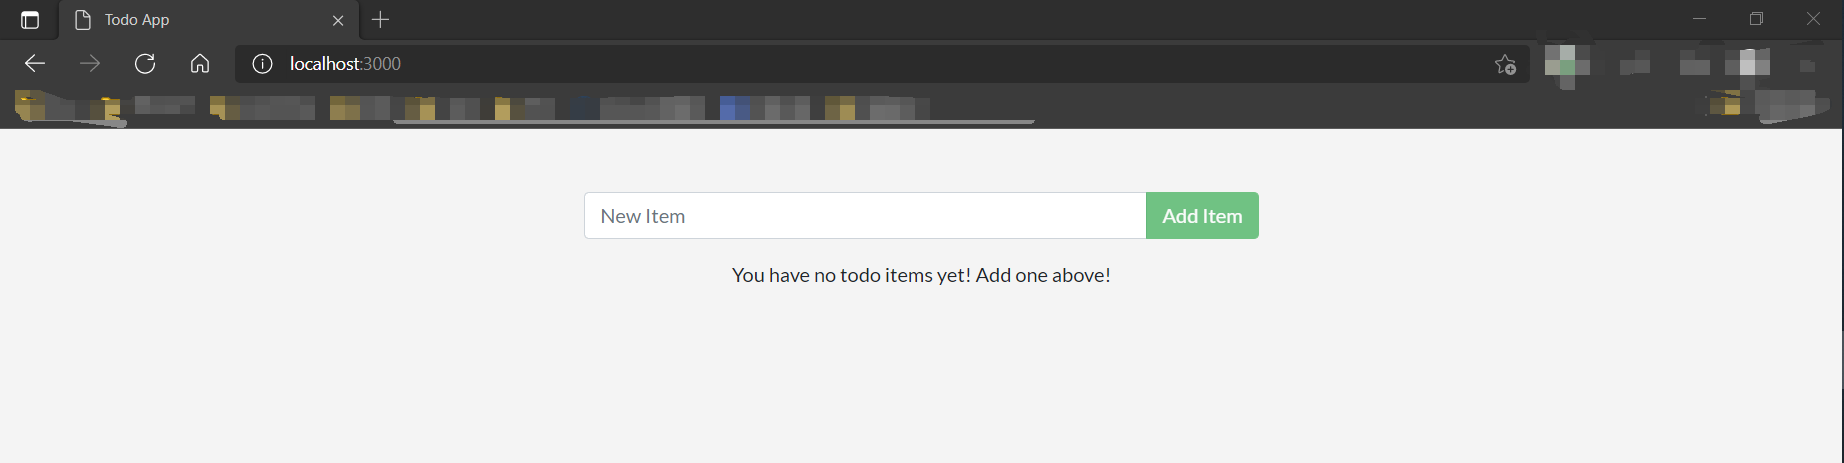 Todo App
localhost:3000
New Item
Add Item
You have no todo items yet! Add one above!